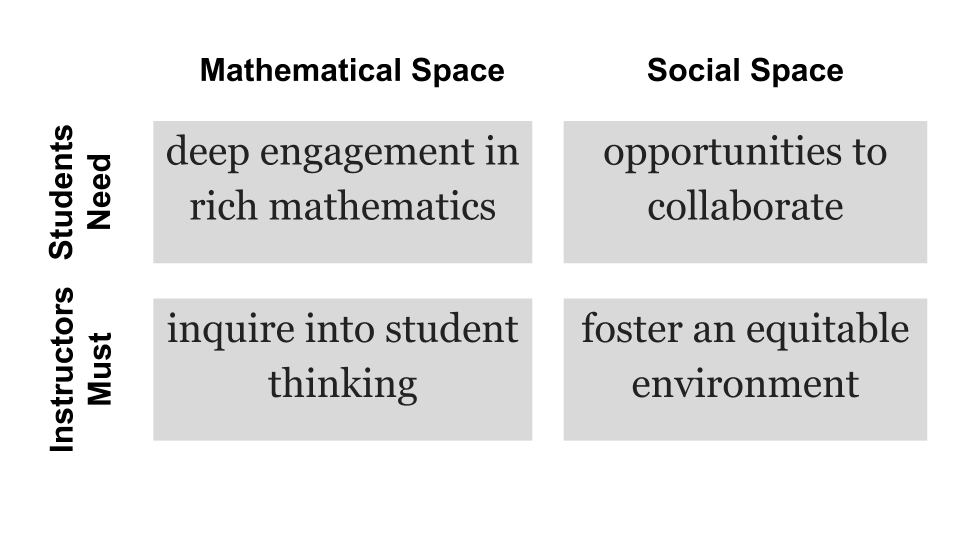 Mathematical Space
Social Space
Students
Need
deep engagement in
rich mathematics
opportunities to
collaborate
Instructors
Must
inquire into student
thinking
foster an equitable
environment